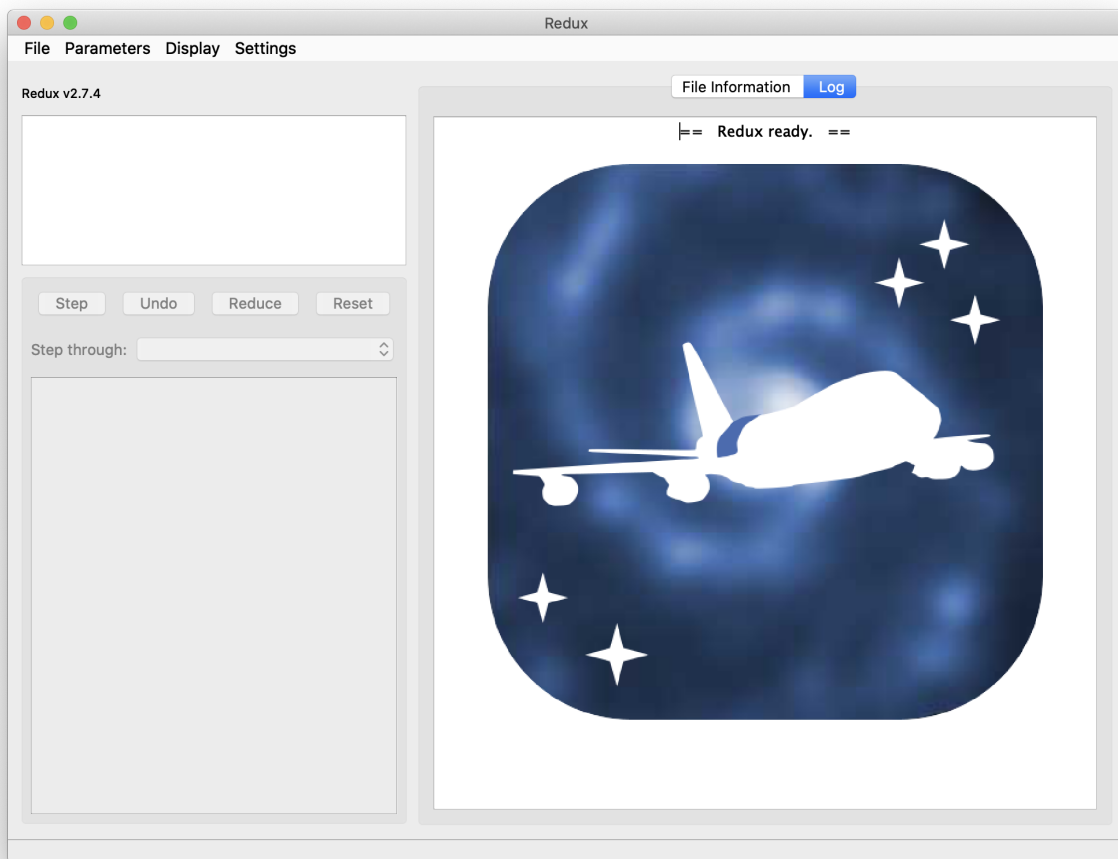 Redux
File Parameters Display Settings
Redux v2.7.4
File Information Log
== Redux ready. ==
Step Undo Reduce Reset
Step through: